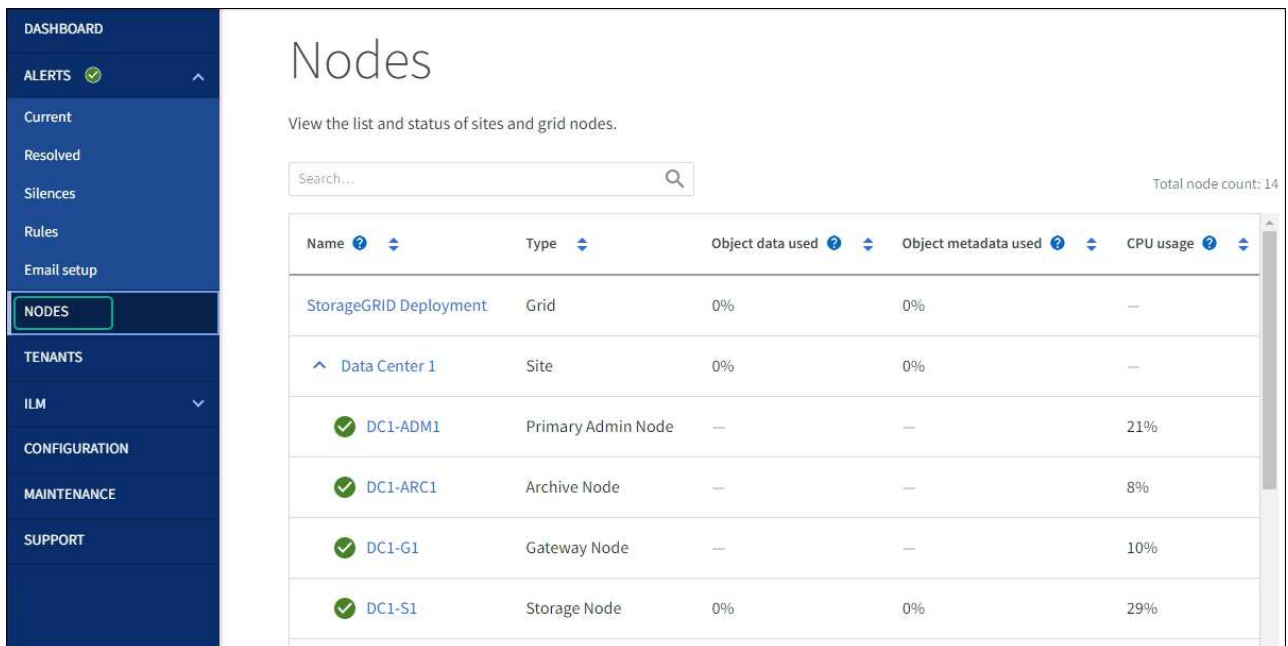 DASHBOARD
ALERTS
Current
Resolved
Silences
Rules
Email setup
NODES
TENANTS
ILM
CONFIGURATION
MAINTENANCE
SUPPORT
Nodes
View the list and status of sites and grid nodes.
Search...
Total node count: 14
Name ? Type Object data used ? Object metadata used ? CPU usage ?
StorageGRID Deployment Grid 0% 0% —
Data Center 1 Site 0% 0% —
DC1-ADM1 Primary Admin Node — — 21%
DC1-ARC1 Archive Node — — 8%
DC1-G1 Gateway Node — — 10%
DC1-S1 Storage Node 0% 0% 29%